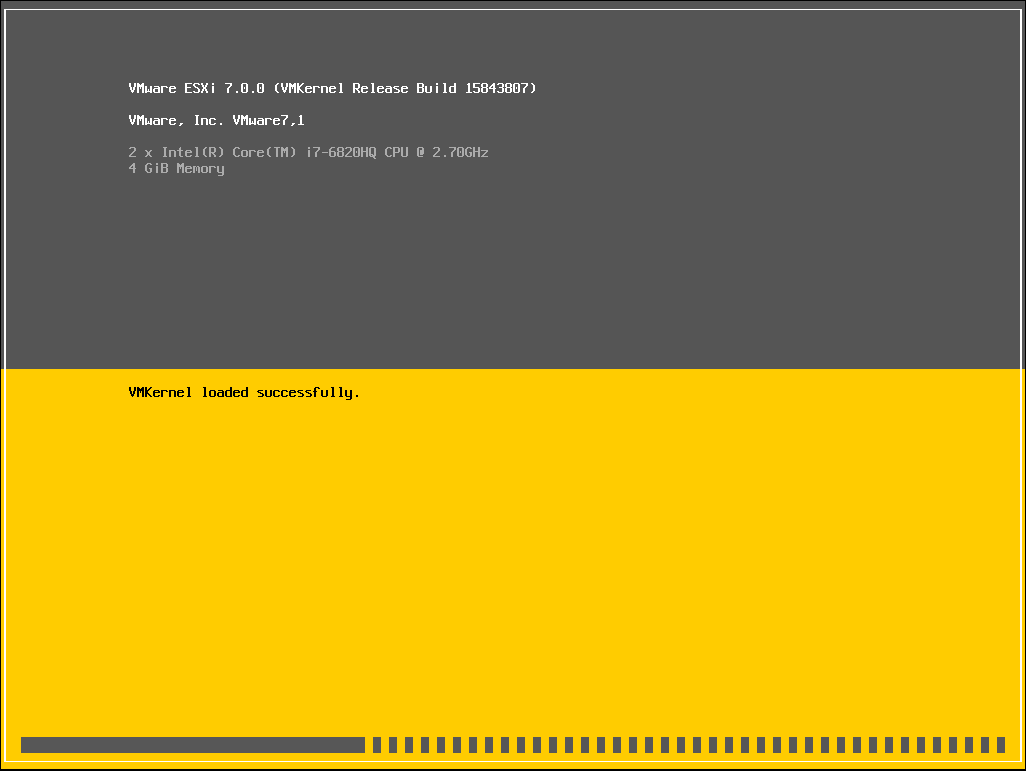 VMware ESXi 7.0.0 (VMKernel Release Build 15843807)
VMware, Inc. VMware7,1
2 x Intel(R) Core(TM) i7-6820HQ CPU @ 2.70GHz
4 GiB Memory
VMKernel loaded successfully.